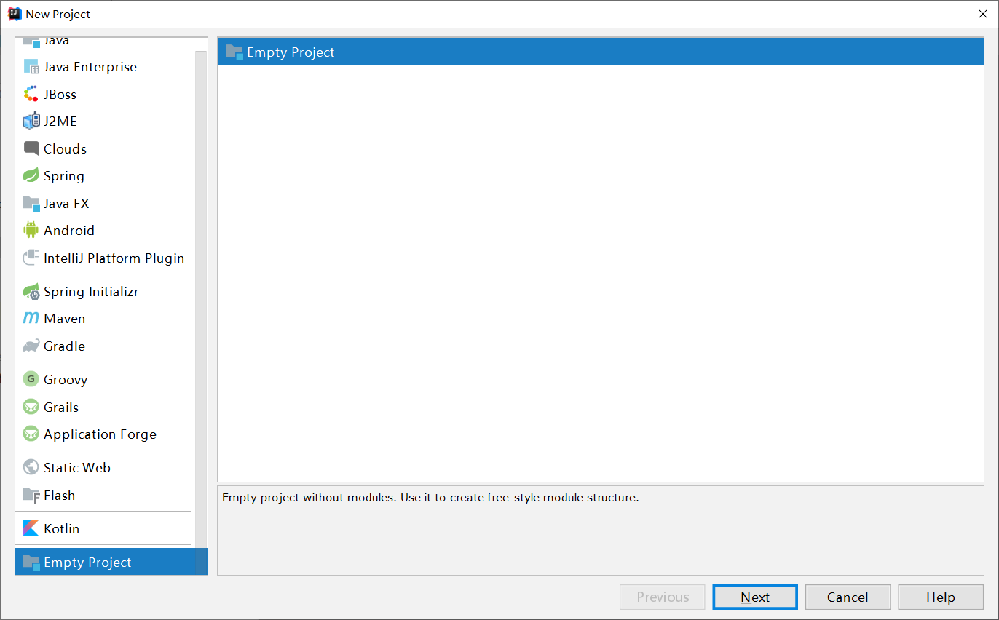 New Project
Java
Java Enterprise
JBoss
J2ME
Clouds
Spring
Java FX
Android
IntelliJ Platform Plugin
Spring Initializr
Maven
Gradle
Groovy
Grails
Application Forge
Static Web
Flash
Kotlin
Empty Project
Empty Project
Empty project without modules. Use it to create free-style module structure.
Previous
Next
Cancel
Help